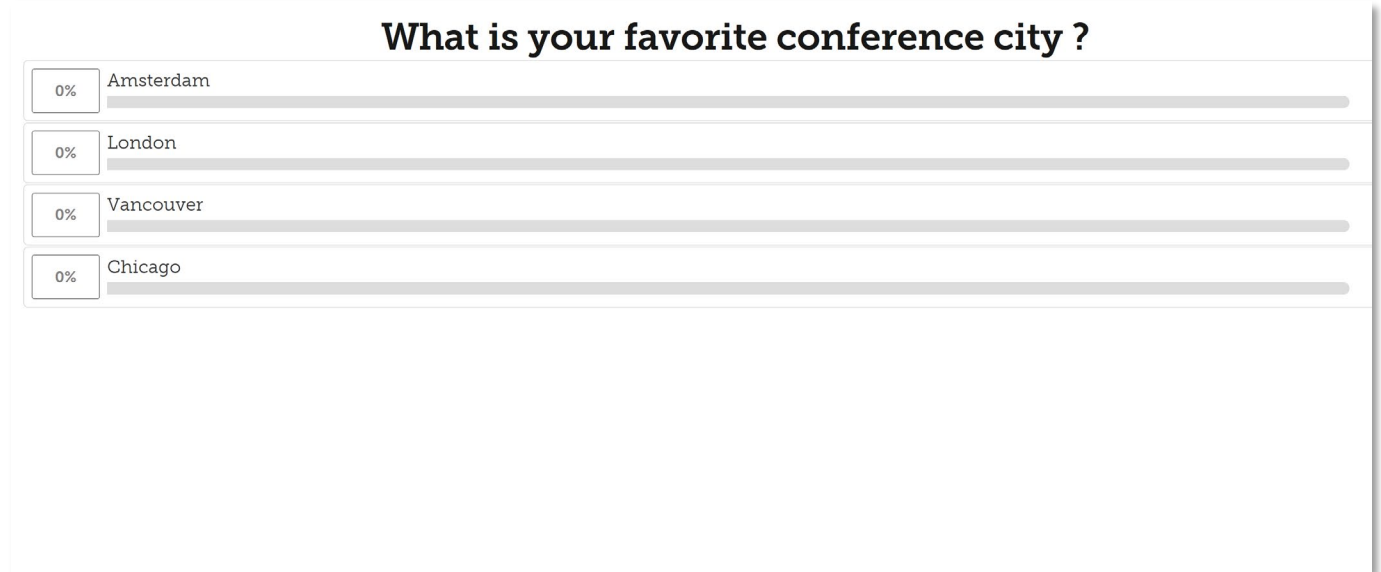 What is your favorite conference city ?
0% Amsterdam
0% London
0% Vancouver
0% Chicago